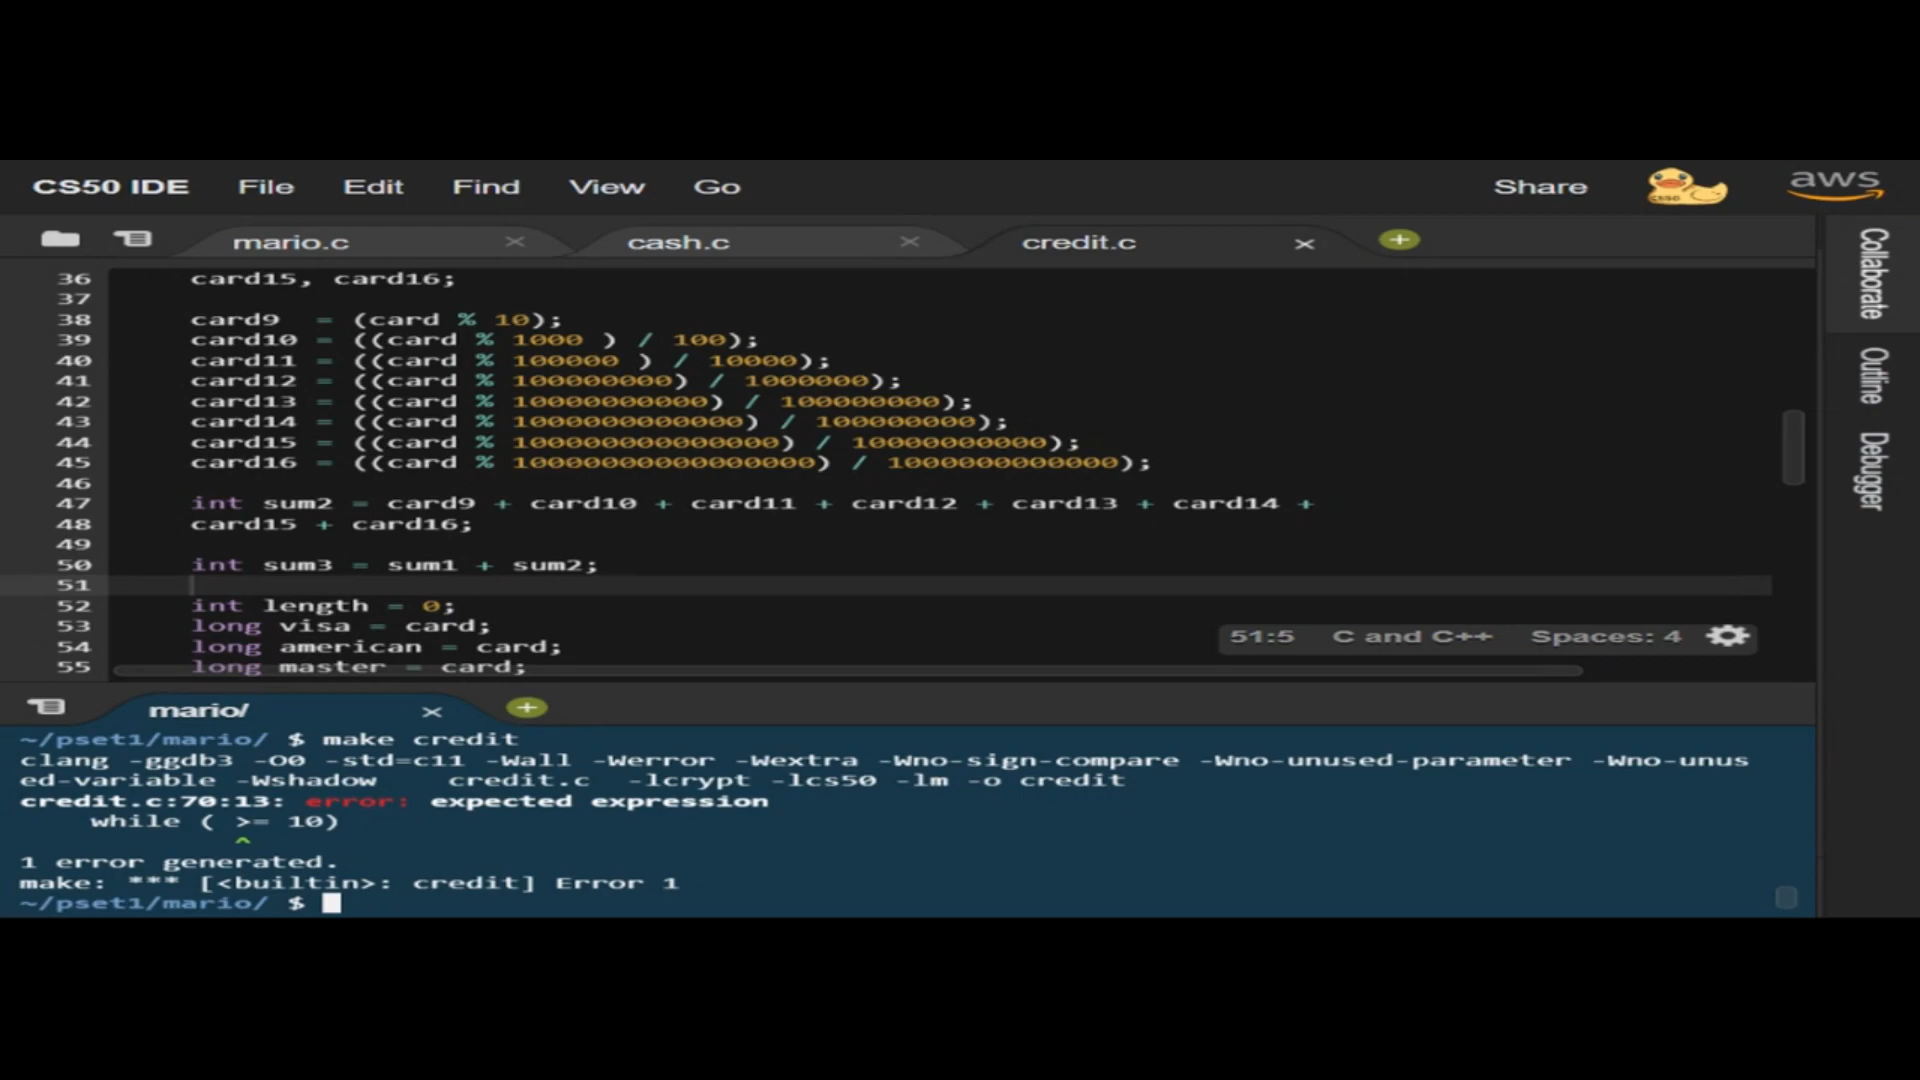 CS50 IDE File Edit Find View Go Share CS50 aws
mario.c × cash.c × credit.c × +
36 card15, card16;
37
38 card9  = (card % 10);
39 card10 = ((card % 1000 ) / 100);
40 card11 = ((card % 100000 ) / 10000);
41 card12 = ((card % 100000000) / 1000000);
42 card13 = ((card % 10000000000) / 100000000);
43 card14 = ((card % 1000000000000) / 100000000);
44 card15 = ((card % 100000000000000) / 10000000000);
45 card16 = ((card % 10000000000000000) / 1000000000000);
46
47 int sum2 = card9 + card10 + card11 + card12 + card13 + card14 +
48 card15 + card16;
49
50 int sum3 = sum1 + sum2;
51
52 int length = 0;
53 long visa = card;
54 long american = card;
55 long master = card;
51:5 C and C++ Spaces: 4
Collaborate
Outline
Debugger
mario/ × +
~/pset1/mario/ $ make credit
clang -ggdb3 -O0 -std=c11 -Wall -Werror -Wextra -Wno-sign-compare -Wno-unused-parameter -Wno-unus
ed-variable -Wshadow    credit.c  -lcrypt -lcs50 -lm -o credit
credit.c:70:13: error: expected expression
    while ( >= 10)
            ^
1 error generated.
make: *** [<builtin>: credit] Error 1
~/pset1/mario/ $